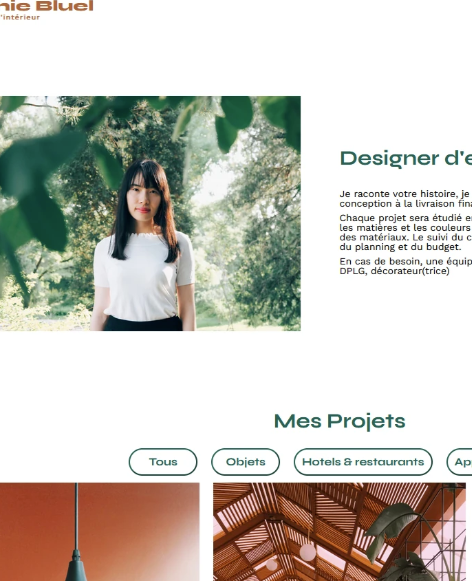 nie Bluel
'intérieur
Designer d'e
Je raconte votre histoire, je
conception à la livraison fina
Chaque projet sera étudié en
les matières et les couleurs
des matériaux. Le suivi du c
du planning et du budget.
En cas de besoin, une équip
DPLG, décorateur(trice)
Mes Projets
Tous
Objets
Hotels & restaurants
Ap